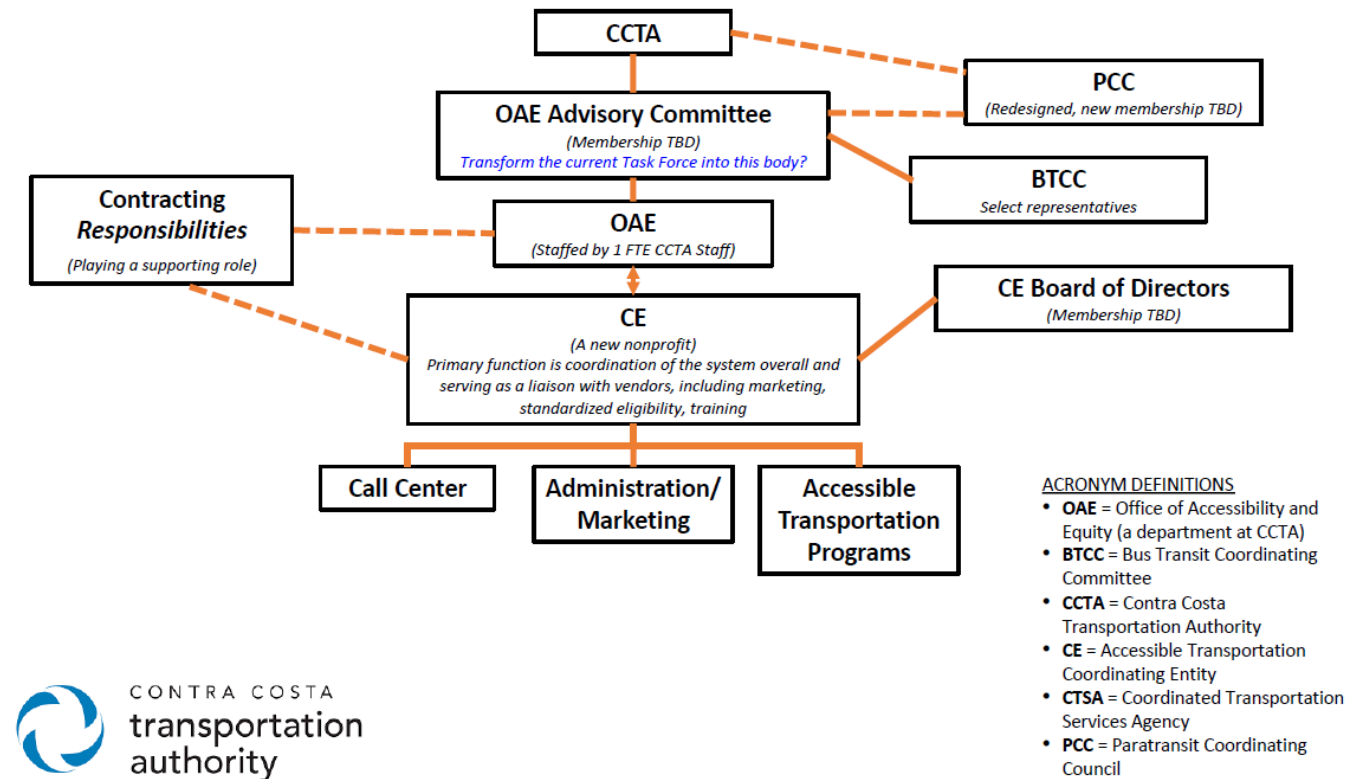 CCTA
PCC
(Redesigned, new membership TBD)
OAE Advisory Committee
(Membership TBD)
Transform the current Task Force into this body?
BTCC
Select representatives
Contracting
Responsibilities
(Playing a supporting role)
OAE
(Staffed by 1 FTE CCTA Staff)
CE Board of Directors
(Membership TBD)
CE
(A new nonprofit)
Primary function is coordination of the system overall and
serving as a liaison with vendors, including marketing,
standardized eligibility, training
Call Center
Administration/
Marketing
Accessible
Transportation
Programs
ACRONYM DEFINITIONS
• OAE = Office of Accessibility and
Equity (a department at CCTA)
• BTCC = Bus Transit Coordinating
Committee
• CCTA = Contra Costa
Transportation Authority
• CE = Accessible Transportation
Coordinating Entity
• CTSA = Coordinated Transportation
Services Agency
• PCC = Paratransit Coordinating
Council
CONTRA COSTA
transportation
authority